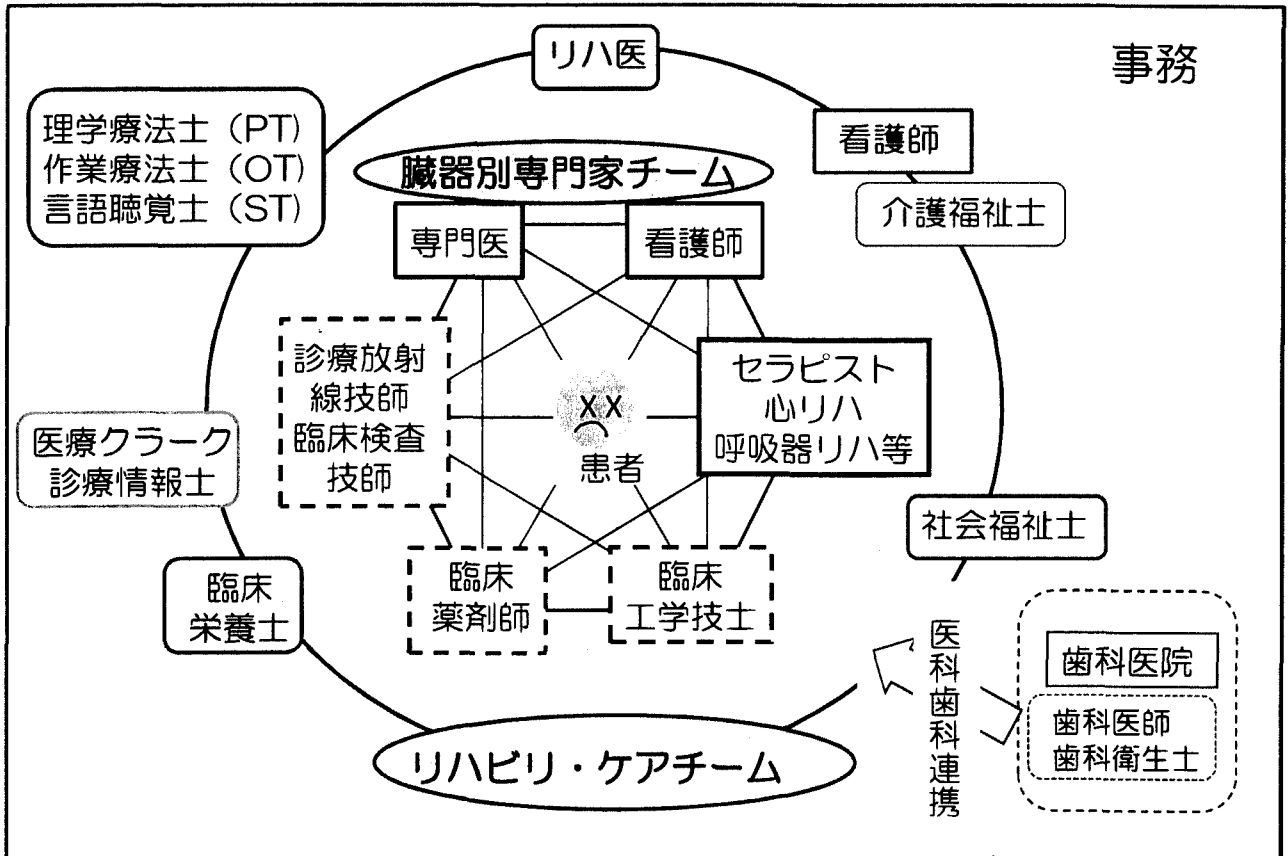 リハ医
事務
理学療法士（PT）
作業療法士（OT）
言語聴覚士（ST）
看護師
介護福祉士
臓器別専門家チーム
専門医
看護師
診療放射
線技師
臨床検査
技師
セラピスト
心リハ
呼吸器リハ等
患者
医療クラーク
診療情報士
社会福祉士
臨床
栄養士
臨床
薬剤師
臨床
工学技士
医科歯科連携
歯科医院
歯科医師
歯科衛生士
リハビリ・ケアチーム